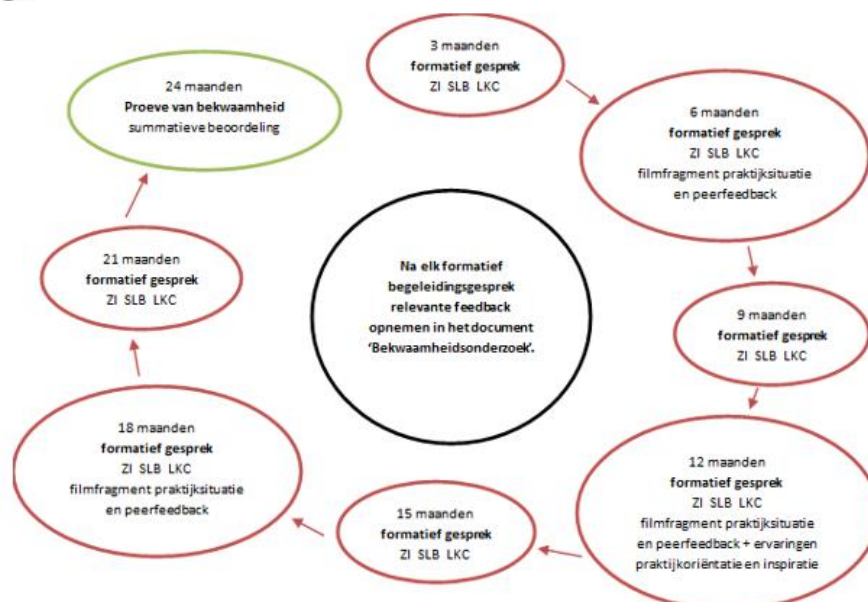 3 maanden
formatief gesprek
ZI SLB LKC
6 maanden
formatief gesprek
ZI SLB LKC
filmfragment praktijksituatie
en peerfeedback
9 maanden
formatief gesprek
ZI SLB LKC
12 maanden
formatief gesprek
ZI SLB LKC
filmfragment praktijksituatie
en peerfeedback + ervaringen
praktijkoriëntatie en inspiratie
15 maanden
formatief gesprek
ZI SLB LKC
18 maanden
formatief gesprek
ZI SLB LKC
filmfragment praktijksituatie
en peerfeedback
21 maanden
formatief gesprek
ZI SLB LKC
24 maanden
Proeve van bekwaamheid
summatieve beoordeling
Na elk formatief
begeleidingsgesprek
relevante feedback
opnemen in het document
‘Bekwaamheidsonderzoek’.